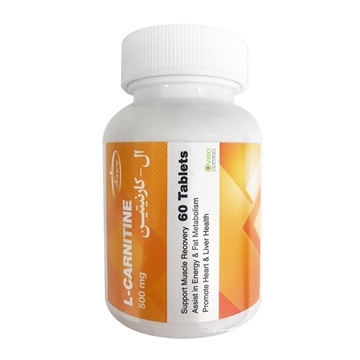 ال-کارنیتین
L-CARNITINE
500 mg
60 Tablets
Support Muscle Recovery
Assist in Energy & Fat Metabolism
Promote Heart & Liver Health